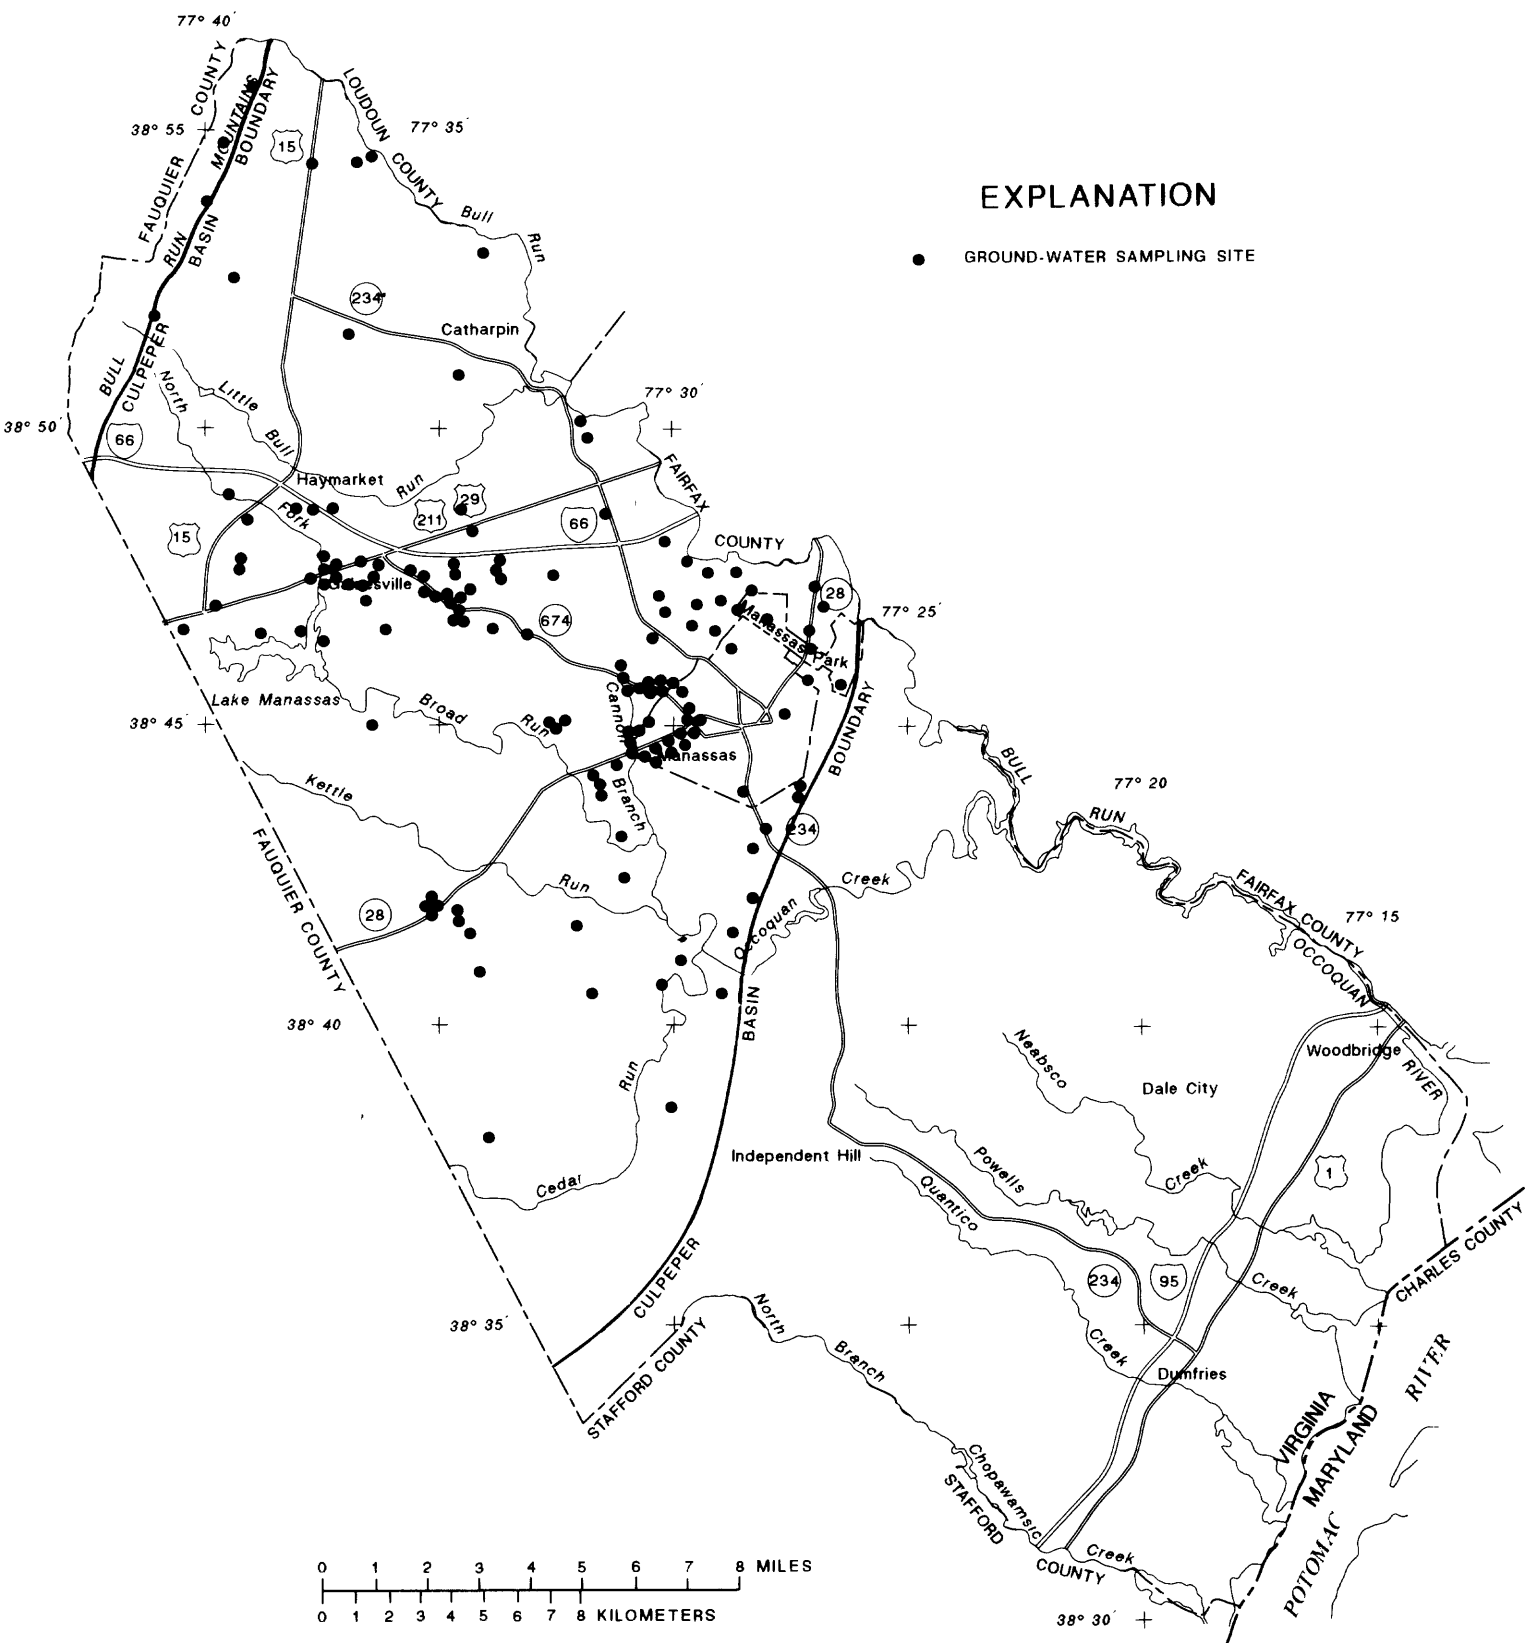 77° 40′
COUNTY
LOUDOUN COUNTY
MOUNTAINS
BOUNDARY
38° 55′
77° 35′
15
FAUQUIER
EXPLANATION
Bull Run
RUN
BASIN
GROUND-WATER SAMPLING SITE
234
Catharpin
BULL
CULPEPER
North
Little
77° 30′
38° 50′
66
Bull
Haymarket
Run
FAIRFAX
Fork
29
211
66
15
COUNTY
Gainesville
28
674
77° 25′
Manassas Park
Lake Manassas
Broad
Run
Cannon
38° 45′
BOUNDARY
Manassas
BULL
Kettle
Branch
77° 20′
RUN
234
FAUQUIER COUNTY
Run
Creek
FAIRFAX COUNTY
28
77° 15′
Occoquan
OCCOQUAN
BASIN
38° 40′
Neabsco
Woodbridge
Run
Dale City
RIVER
Independent Hill
Powells
Creek
1
Quantico
Cedar
CHARLES COUNTY
CULPEPER
234
95
Creek
38° 35′
North
STAFFORD COUNTY
Creek
Branch
RIVER
Dumfries
VIRGINIA
MARYLAND
Chopawamsic
STAFFORD
POTOMAC
0 1 2 3 4 5 6 7 8 MILES
Creek
COUNTY
0 1 2 3 4 5 6 7 8 KILOMETERS
38° 30′